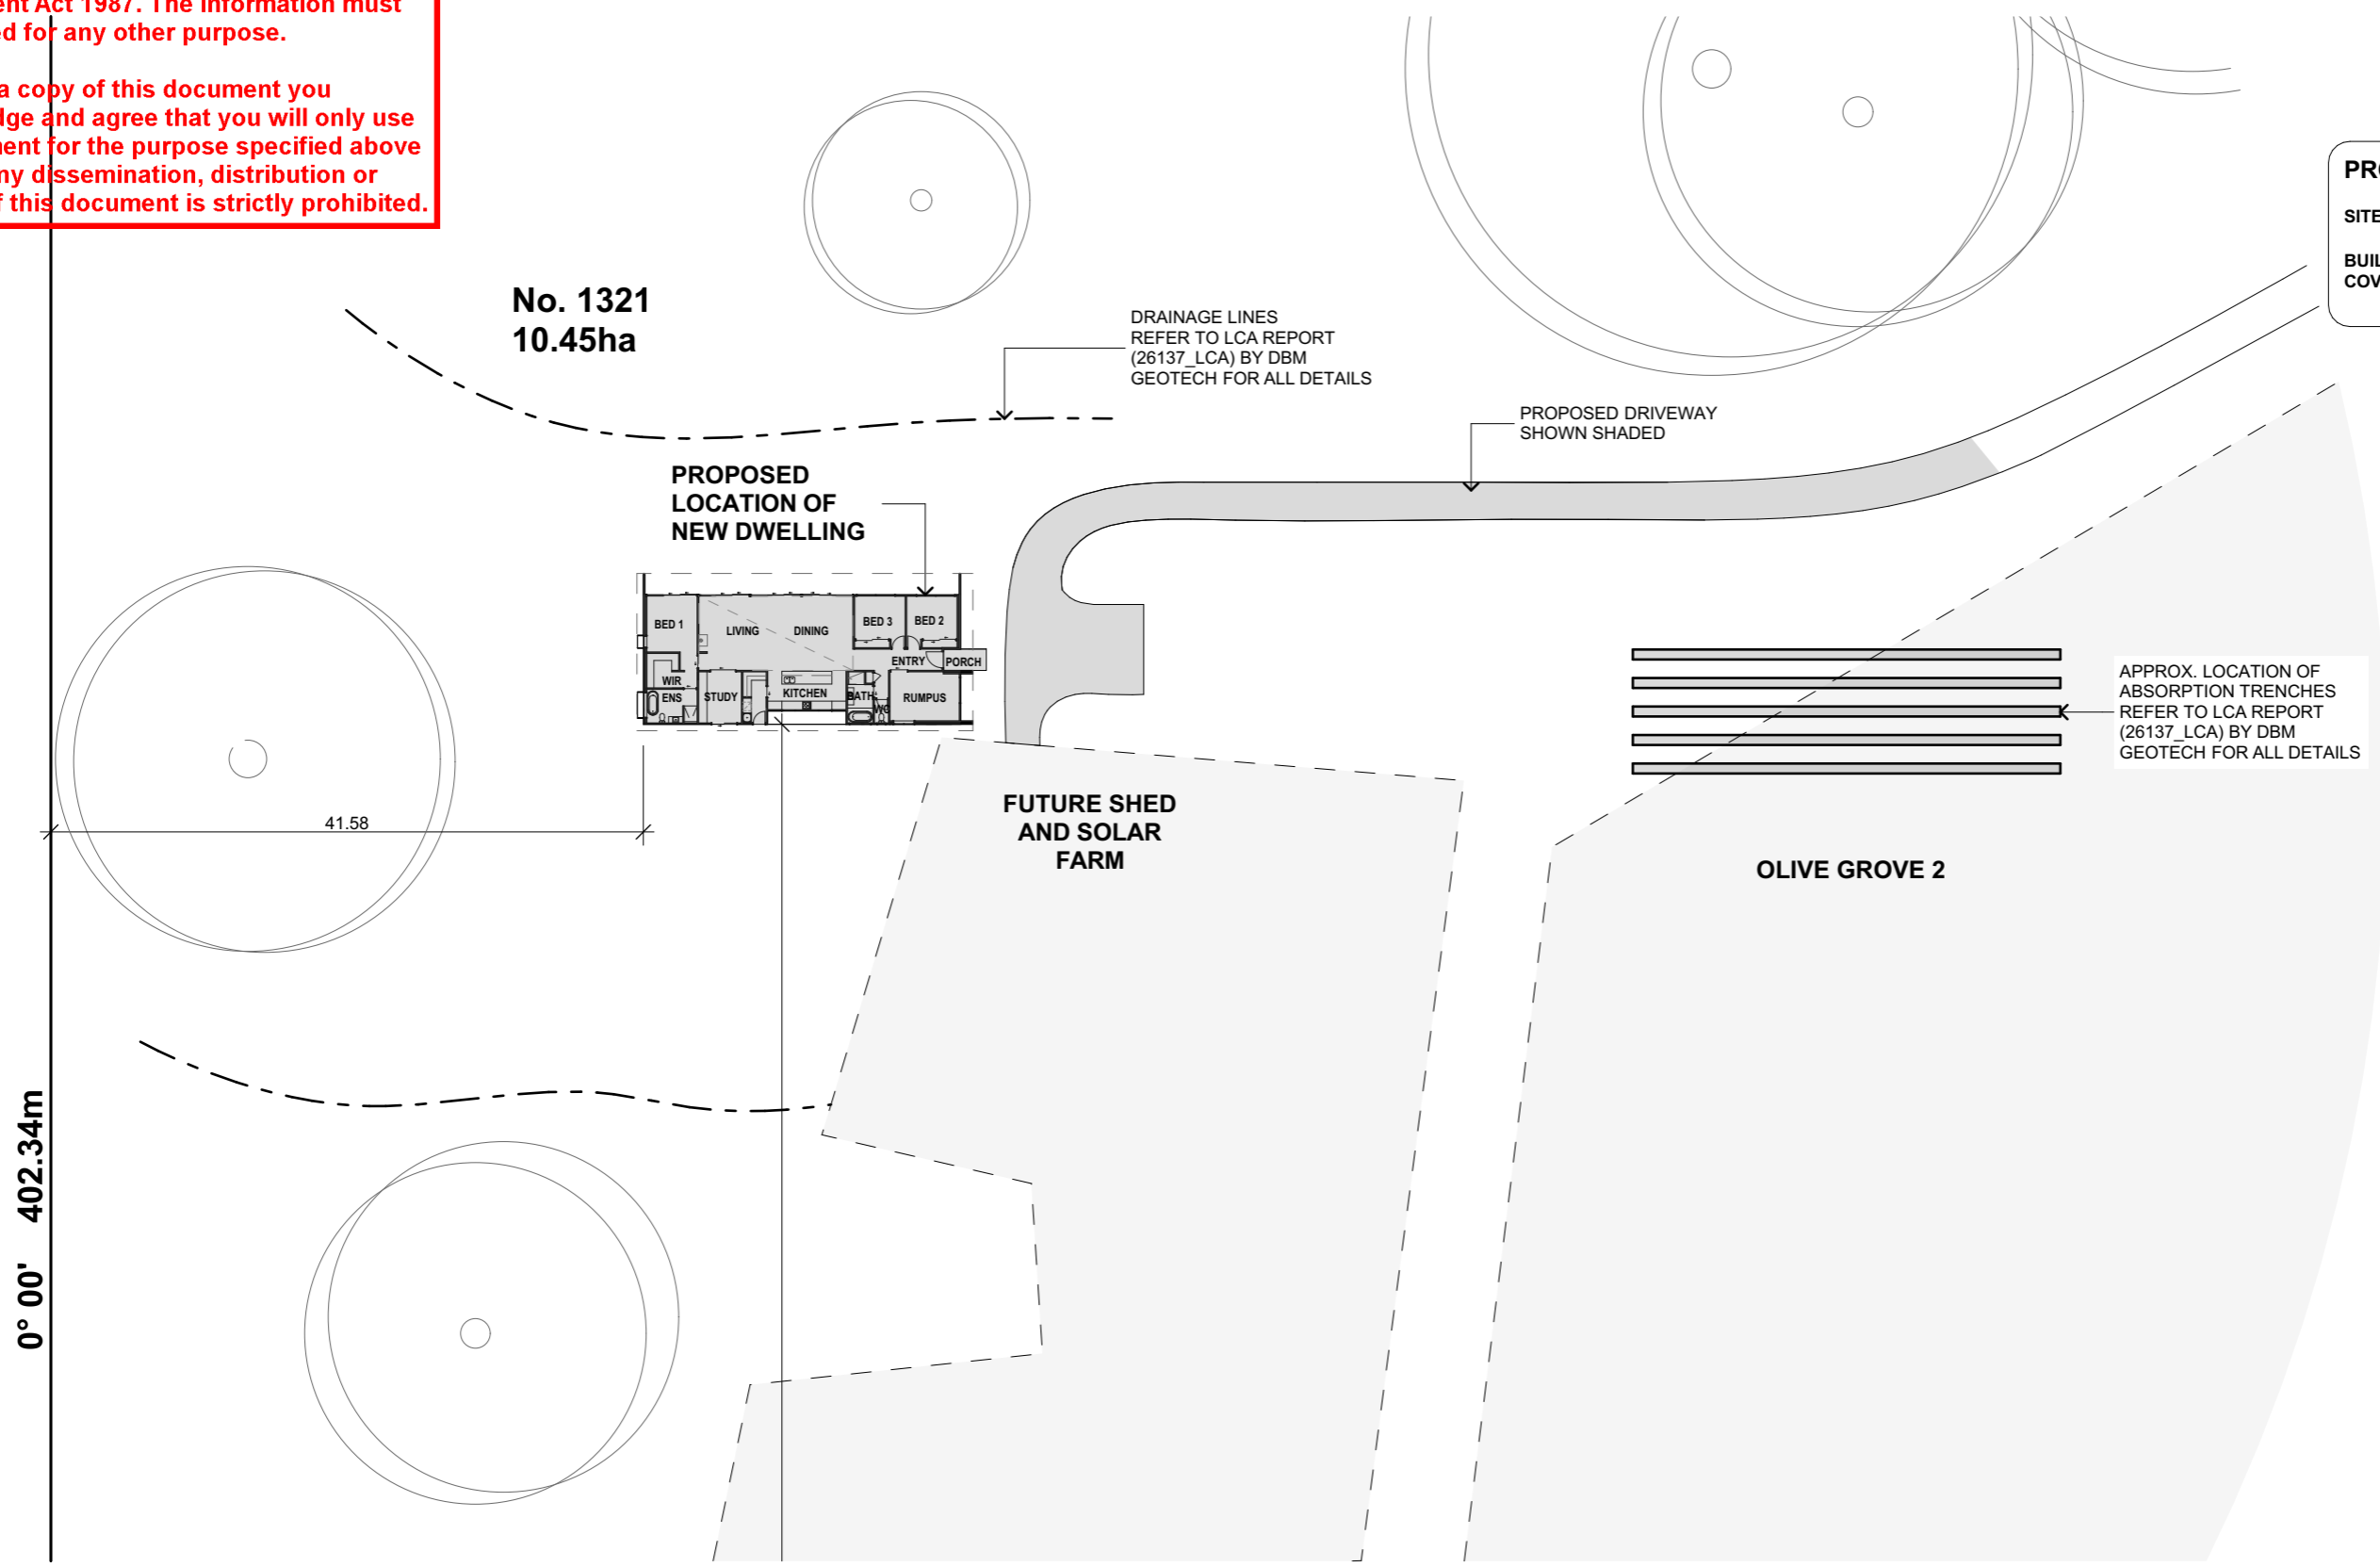 ent Act 1987. The information must
ed for any other purpose.
a copy of this document you
dge and agree that you will only use
ment for the purpose specified above
ny dissemination, distribution or
f this document is strictly prohibited.
No. 1321
10.45ha
DRAINAGE LINES
REFER TO LCA REPORT
(26137_LCA) BY DBM
GEOTECH FOR ALL DETAILS
PRO
SITE
BUIL
COV
PROPOSED DRIVEWAY
SHOWN SHADED
PROPOSED
LOCATION OF
NEW DWELLING
BED 1
LIVING
DINING
BED 3
BED 2
ENTRY
PORCH
WIR
ENS
STUDY
KITCHEN
BATH
WC
RUMPUS
APPROX. LOCATION OF
ABSORPTION TRENCHES
REFER TO LCA REPORT
(26137_LCA) BY DBM
GEOTECH FOR ALL DETAILS
41.58
FUTURE SHED
AND SOLAR
FARM
OLIVE GROVE 2
0° 00' 402.34m